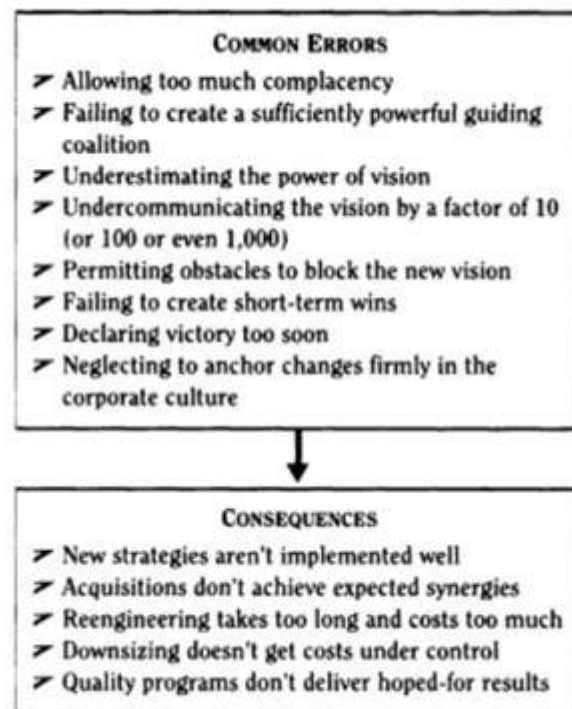 COMMON ERRORS
➢ Allowing too much complacency
➢ Failing to create a sufficiently powerful guiding
coalition
➢ Underestimating the power of vision
➢ Undercommunicating the vision by a factor of 10
(or 100 or even 1,000)
➢ Permitting obstacles to block the new vision
➢ Failing to create short-term wins
➢ Declaring victory too soon
➢ Neglecting to anchor changes firmly in the
corporate culture
CONSEQUENCES
➢ New strategies aren't implemented well
➢ Acquisitions don't achieve expected synergies
➢ Reengineering takes too long and costs too much
➢ Downsizing doesn't get costs under control
➢ Quality programs don't deliver hoped-for results